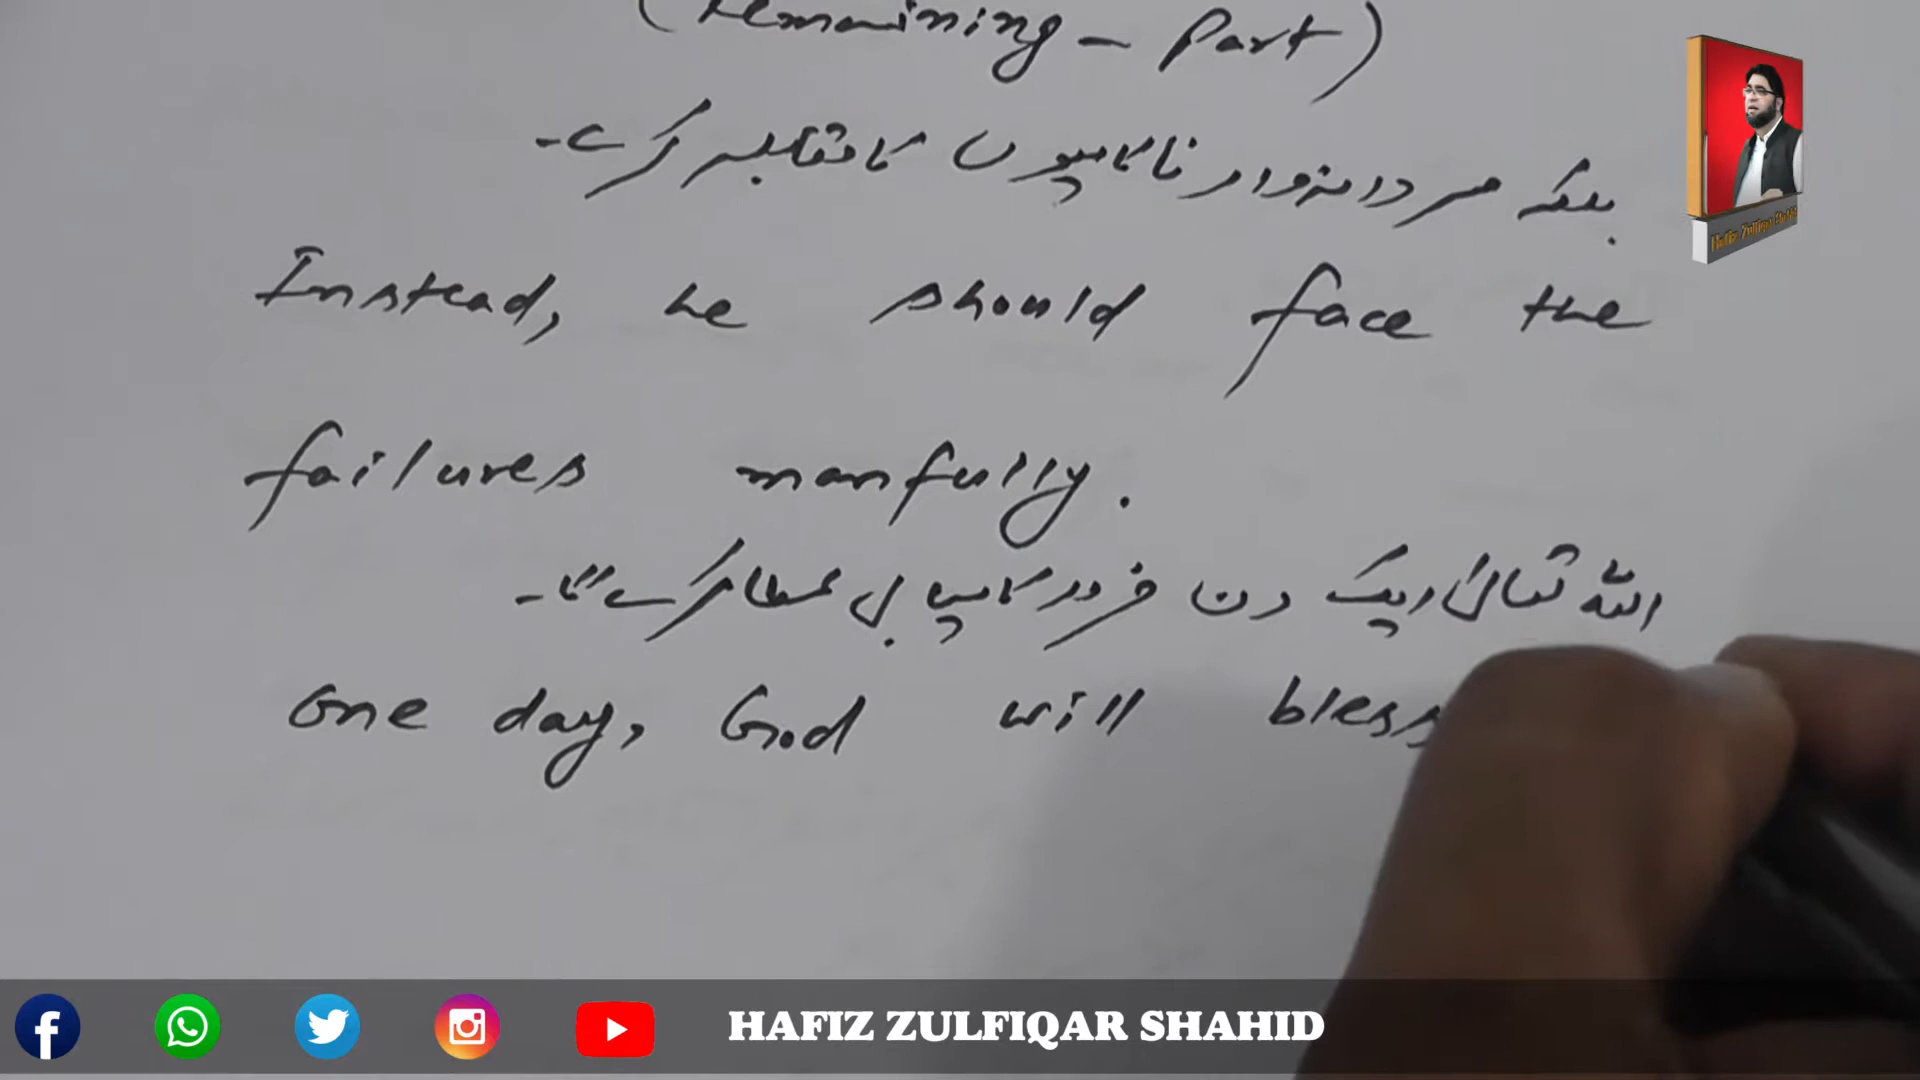 (Remaining - Part)
بلکہ مردانہ وار ناکامیوں کا مقابلہ کرے۔
Instead, he should face the
failures manfully.
اللہ تعالیٰ ایک دن ضرور کامیابی عطا کرے گا۔
One day, God will bless
HAFIZ ZULFIQAR SHAHID